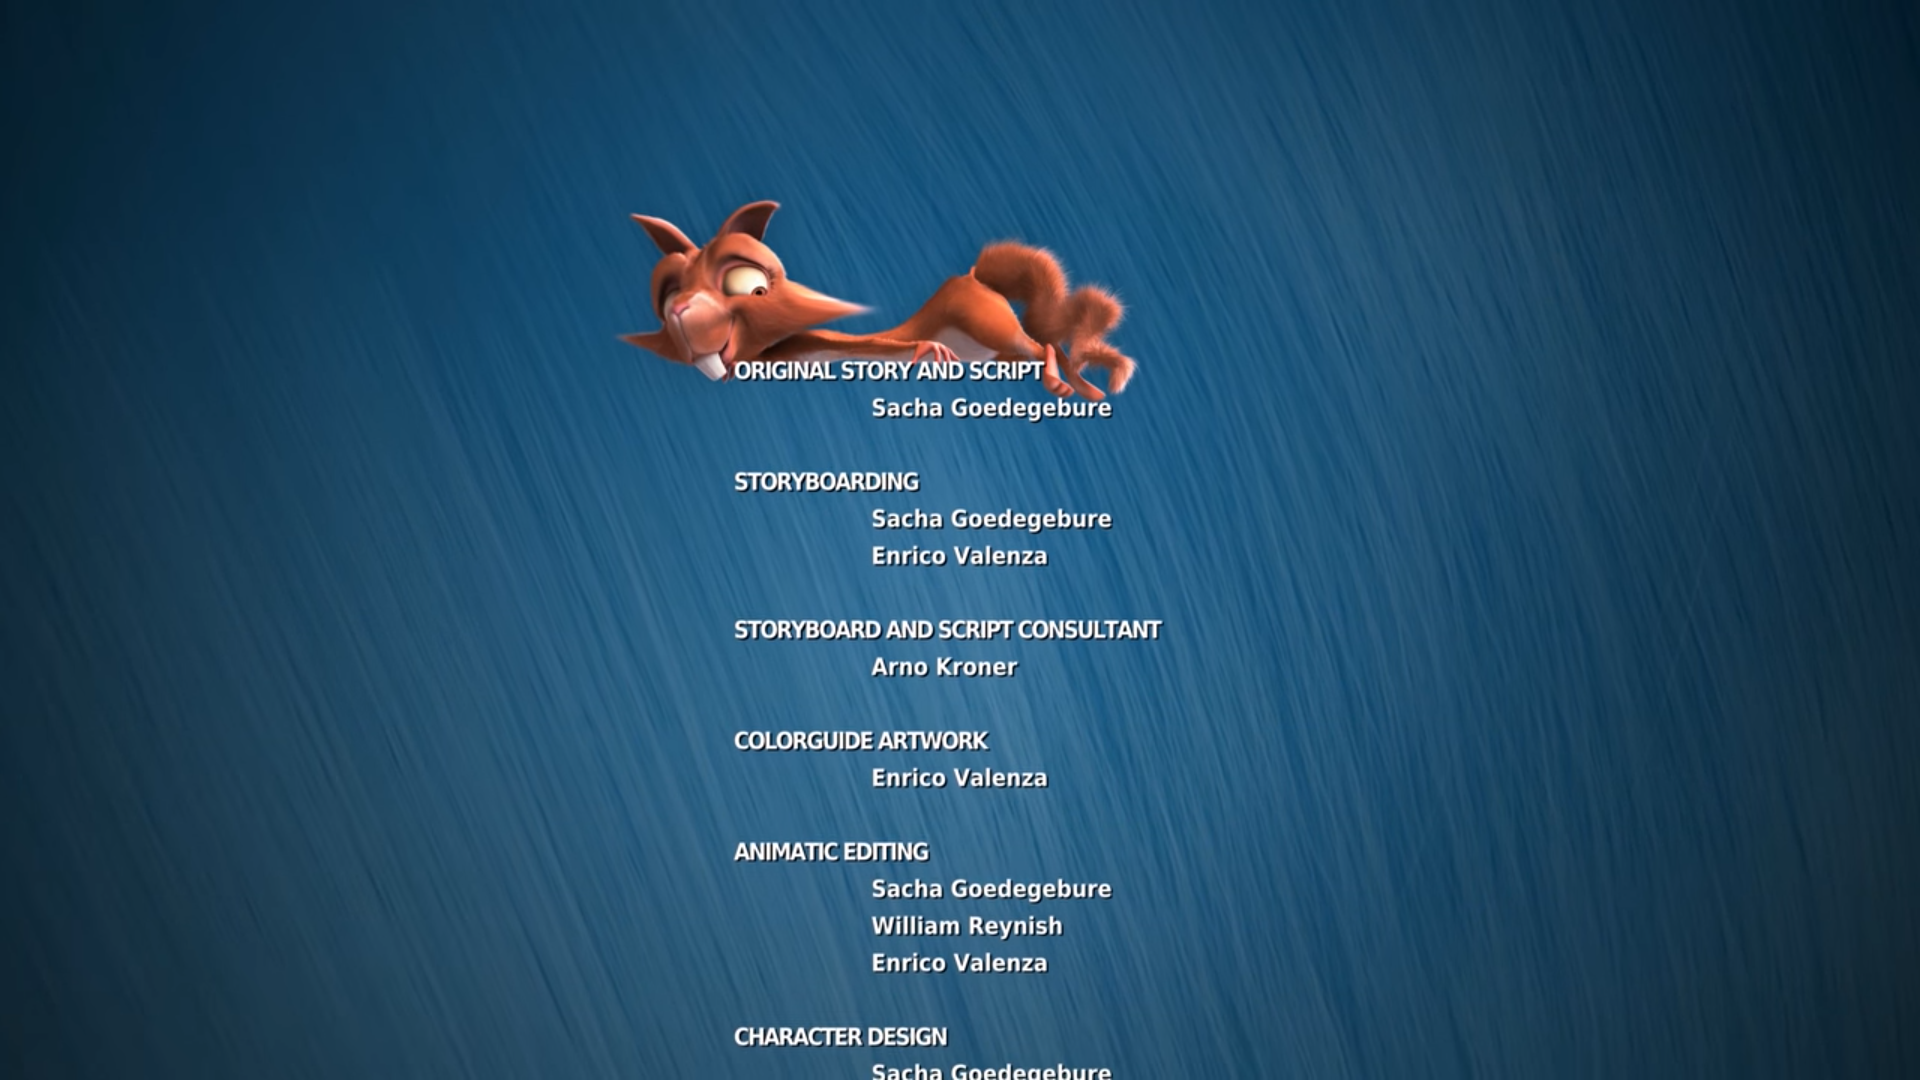 ORIGINAL STORY AND SCRIPT
Sacha Goedegebure
STORYBOARDING
Sacha Goedegebure
Enrico Valenza
STORYBOARD AND SCRIPT CONSULTANT
Arno Kroner
COLORGUIDE ARTWORK
Enrico Valenza
ANIMATIC EDITING
Sacha Goedegebure
William Reynish
Enrico Valenza
CHARACTER DESIGN
Sacha Goedegebure